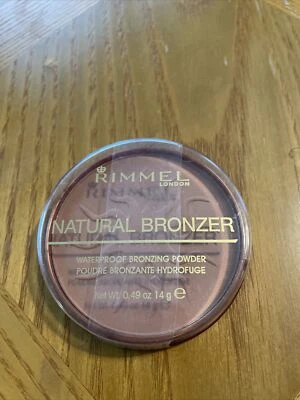 RIMMEL
LONDON
NATURAL BRONZER
WATERPROOF BRONZING POWDER
POUDRE BRONZANTE HYDROFUGE
Net Wt. 0.49 oz 14 g ℮